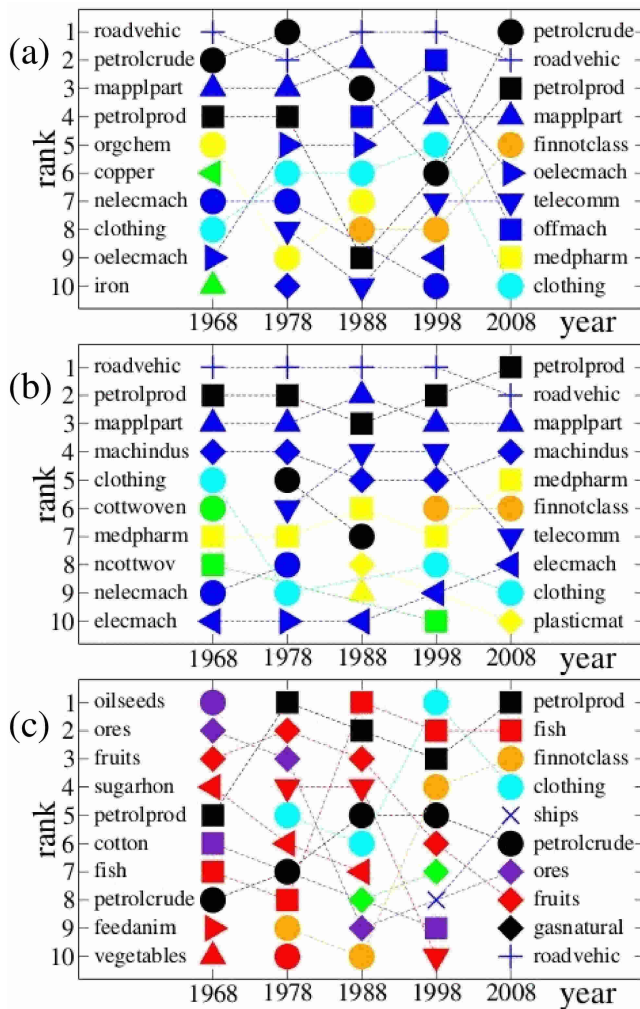 (a)
rank
1 roadvehic petrolcrude
2 petrolcrude roadvehic
3 mapplpart petrolprod
4 petrolprod mapplpart
5 orgchem finnotclass
6 copper oelecmach
7 nelecmach telecomm
8 clothing offmach
9 oelecmach medpharm
10 iron clothing
1968 1978 1988 1998 2008 year
(b)
rank
1 roadvehic petrolprod
2 petrolprod roadvehic
3 mapplpart mapplpart
4 machindus machindus
5 clothing medpharm
6 cottwoven finnotclass
7 medpharm telecomm
8 ncottwov elecmach
9 nelecmach clothing
10 elecmach plasticmat
1968 1978 1988 1998 2008 year
(c)
rank
1 oilseeds petrolprod
2 ores fish
3 fruits finnotclass
4 sugarhon clothing
5 petrolprod ships
6 cotton petrolcrude
7 fish ores
8 petrolcrude fruits
9 feedanim gasnatural
10 vegetables roadvehic
1968 1978 1988 1998 2008 year